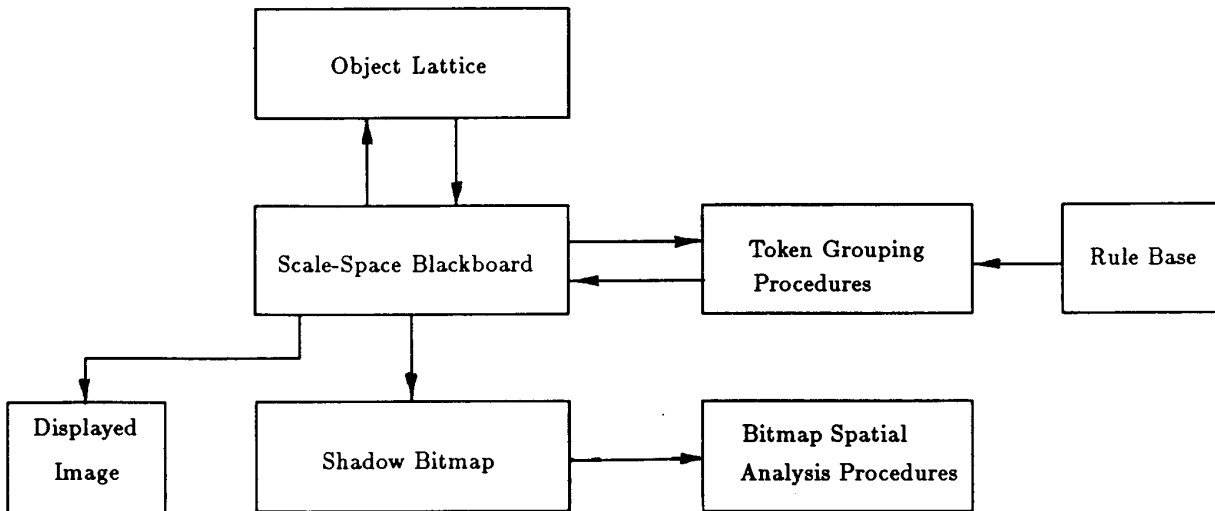 Object Lattice
Scale-Space Blackboard
Token Grouping
Procedures
Rule Base
Displayed
Image
Shadow Bitmap
Bitmap Spatial
Analysis Procedures